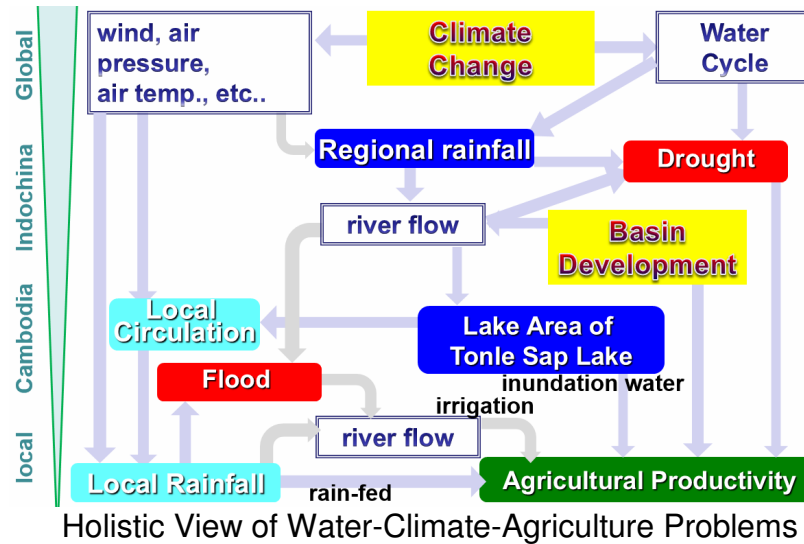 Global
Indochina
Cambodia
local
wind, air
pressure,
air temp., etc..
Climate
Change
Water
Cycle
Regional rainfall
Drought
river flow
Basin
Development
Local
Circulation
Lake Area of
Tonle Sap Lake
Flood
inundation water
irrigation
river flow
Local Rainfall
rain-fed
Agricultural Productivity
Holistic View of Water-Climate-Agriculture Problems